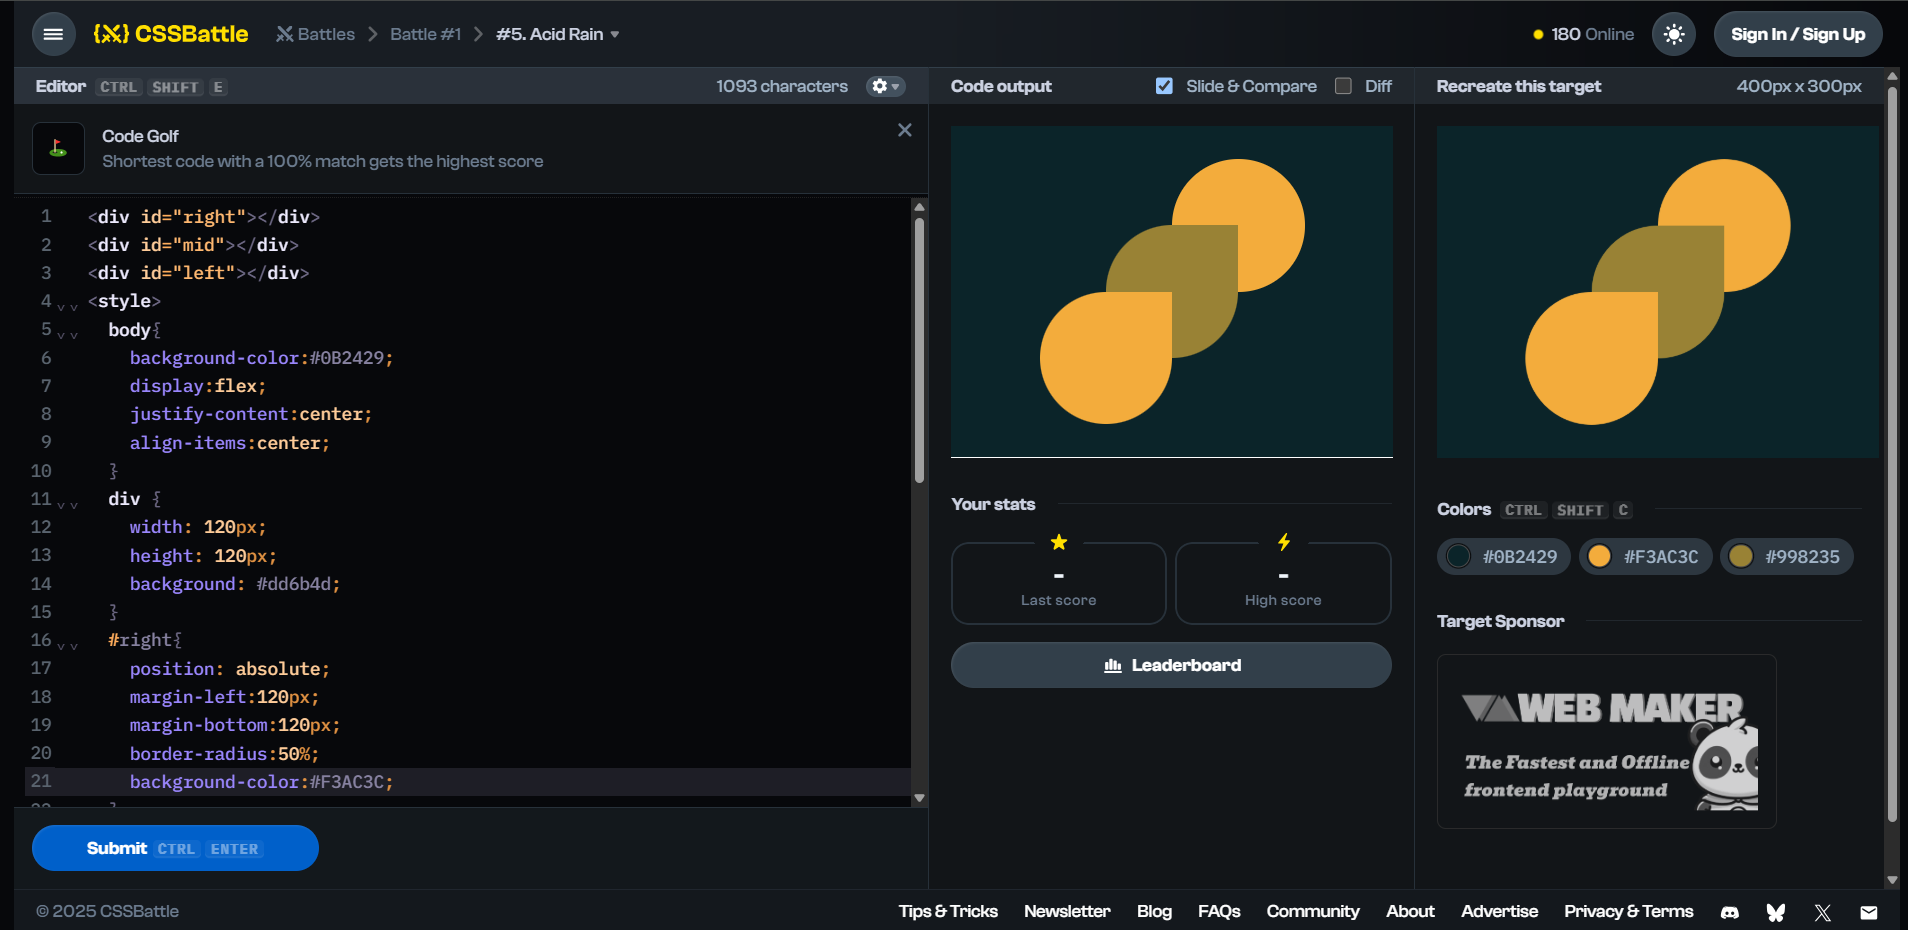 {X} CSSBattle
Battles > Battle #1 > #5. Acid Rain
180 Online
Sign In / Sign Up
Editor CTRL SHIFT E
1093 characters
Code Golf
Shortest code with a 100% match gets the highest score
1 <div id="right"></div>
2 <div id="mid"></div>
3 <div id="left"></div>
4 <style>
5 body{
6 background-color:#0B2429;
7 display:flex;
8 justify-content:center;
9 align-items:center;
10 }
11 div {
12 width: 120px;
13 height: 120px;
14 background: #dd6b4d;
15 }
16 #right{
17 position: absolute;
18 margin-left:120px;
19 margin-bottom:120px;
20 border-radius:50%;
21 background-color:#F3AC3C;
Submit CTRL ENTER
Code output
Slide & Compare
Diff
Your stats
-
Last score
-
High score
Leaderboard
Recreate this target
400px x 300px
Colors CTRL SHIFT C
#0B2429
#F3AC3C
#998235
Target Sponsor
WEB MAKER
The Fastest and Offline
frontend playground
© 2025 CSSBattle
Tips & Tricks
Newsletter
Blog
FAQs
Community
About
Advertise
Privacy & Terms